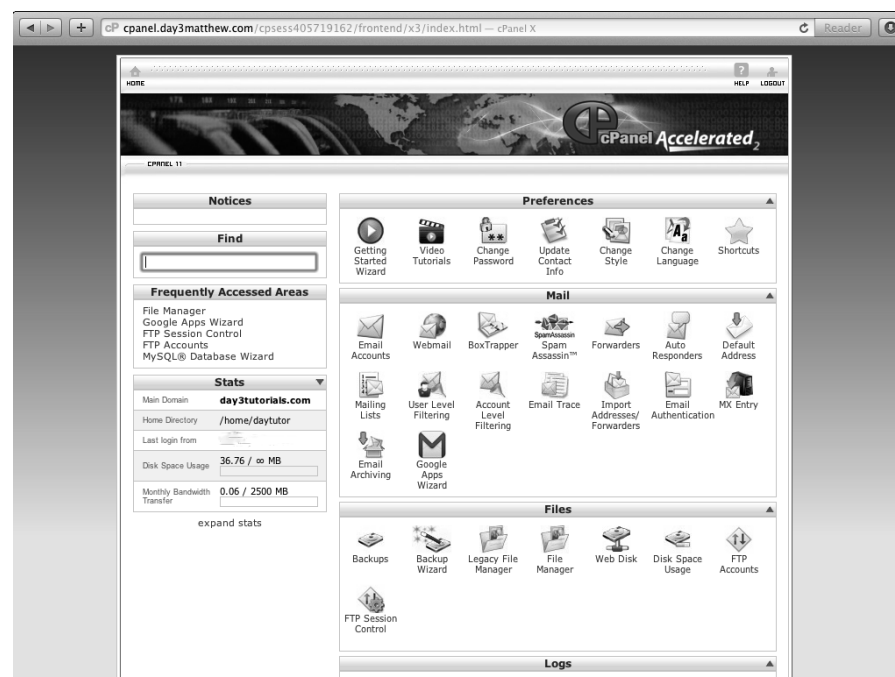 cpanel.day3matthew.com/cpsess405719162/frontend/x3/index.html — cPanel X
Reader
HOME
HELP LOGOUT
cPanel Accelerated2
CPANEL 11
Notices
Find
Frequently Accessed Areas
File Manager
Google Apps Wizard
FTP Session Control
FTP Accounts
MySQL® Database Wizard
Stats
Main Domain day3tutorials.com
Home Directory /home/daytutor
Last login from
Disk Space Usage 36.76 / ∞ MB
Monthly Bandwidth Transfer 0.06 / 2500 MB
expand stats
Preferences
Getting Started Wizard
Video Tutorials
Change Password
Update Contact Info
Change Style
Change Language
Shortcuts
Mail
Email Accounts
Webmail
BoxTrapper
SpamAssassin
Spam Assassin™
Forwarders
Auto Responders
Default Address
Mailing Lists
User Level Filtering
Account Level Filtering
Email Trace
Import Addresses/ Forwarders
Email Authentication
MX Entry
Email Archiving
Google Apps Wizard
Files
Backups
Backup Wizard
Legacy File Manager
File Manager
Web Disk
Disk Space Usage
FTP Accounts
FTP Session Control
Logs